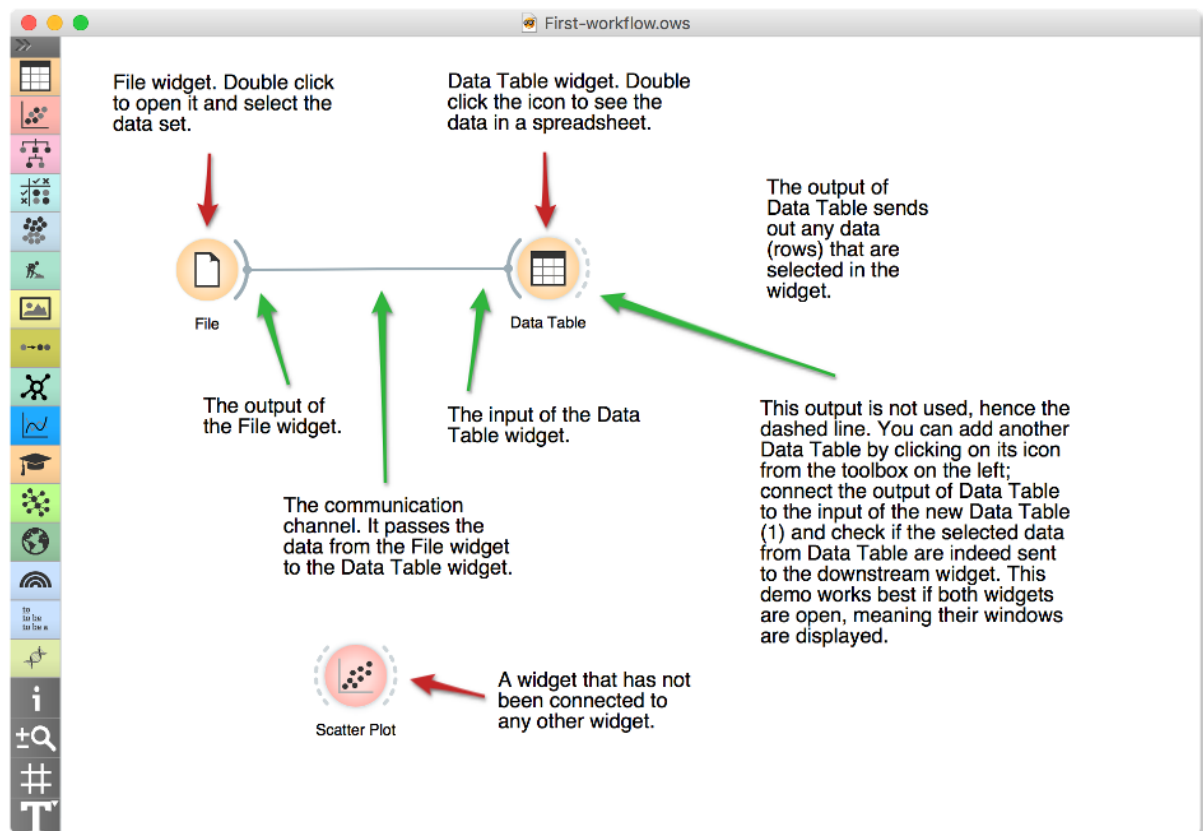 First-workflow.ows
File widget. Double click
to open it and select the
data set.
Data Table widget. Double
click the icon to see the
data in a spreadsheet.
The output of
Data Table sends
out any data
(rows) that are
selected in the
widget.
File
Data Table
The output of
the File widget.
The input of the Data
Table widget.
This output is not used, hence the
dashed line. You can add another
Data Table by clicking on its icon
from the toolbox on the left;
connect the output of Data Table
to the input of the new Data Table
(1) and check if the selected data
from Data Table are indeed sent
to the downstream widget. This
demo works best if both widgets
are open, meaning their windows
are displayed.
The communication
channel. It passes the
data from the File widget
to the Data Table widget.
to
to be
to be a
Scatter Plot
A widget that has not
been connected to
any other widget.
i
T